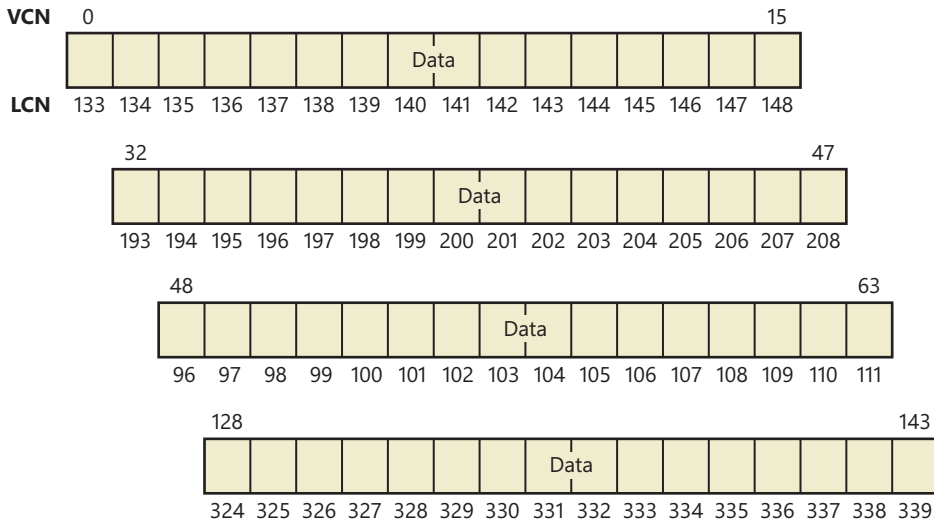 VCN 0 15
Data
LCN 133 134 135 136 137 138 139 140 141 142 143 144 145 146 147 148
32 47
Data
193 194 195 196 197 198 199 200 201 202 203 204 205 206 207 208
48 63
Data
96 97 98 99 100 101 102 103 104 105 106 107 108 109 110 111
128 143
Data
324 325 326 327 328 329 330 331 332 333 334 335 336 337 338 339